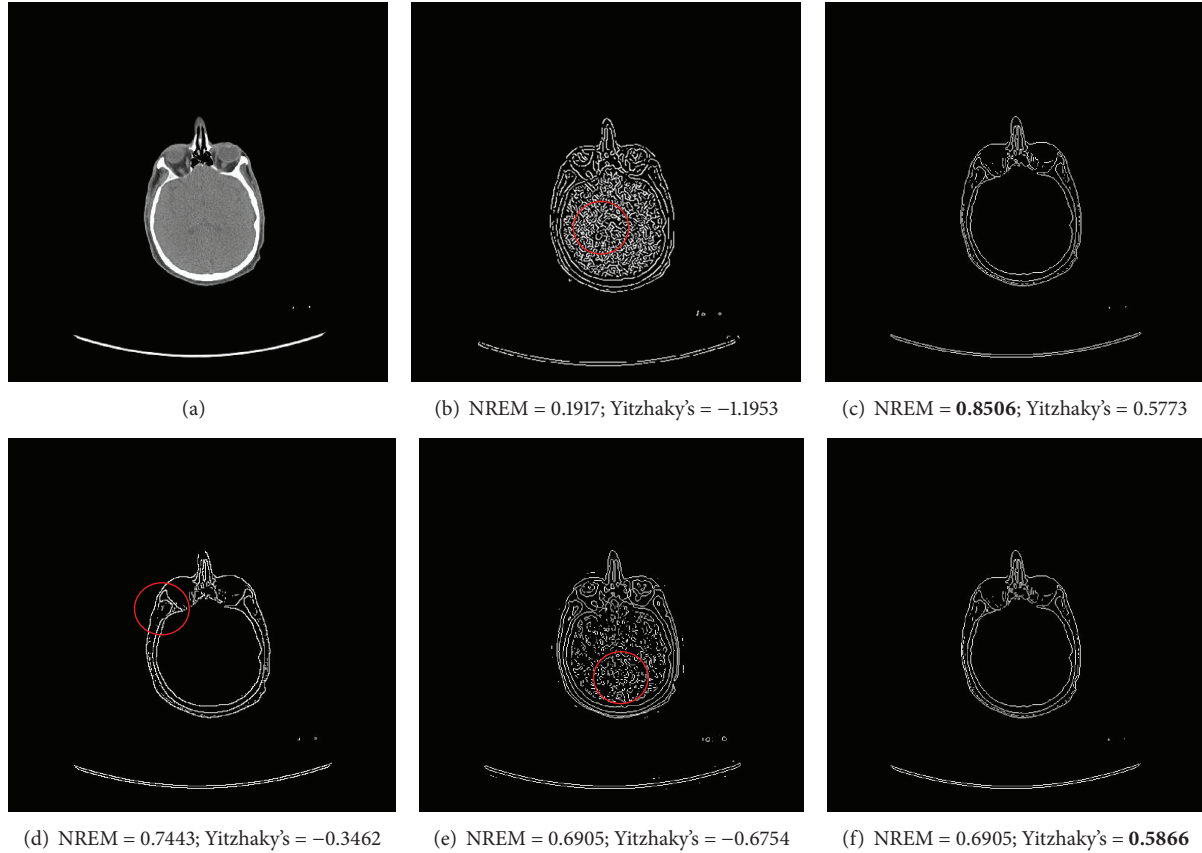 (a)
(b) NREM = 0.1917; Yitzhaky's = −1.1953
(c) NREM = 0.8506; Yitzhaky's = 0.5773
(d) NREM = 0.7443; Yitzhaky's = −0.3462
(e) NREM = 0.6905; Yitzhaky's = −0.6754
(f) NREM = 0.6905; Yitzhaky's = 0.5866